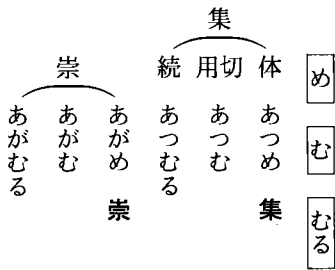 め む むる
集
体 あつめ 集
用切 あつむ
続 あつむる
崇
あがめ 崇
あがむ
あがむる